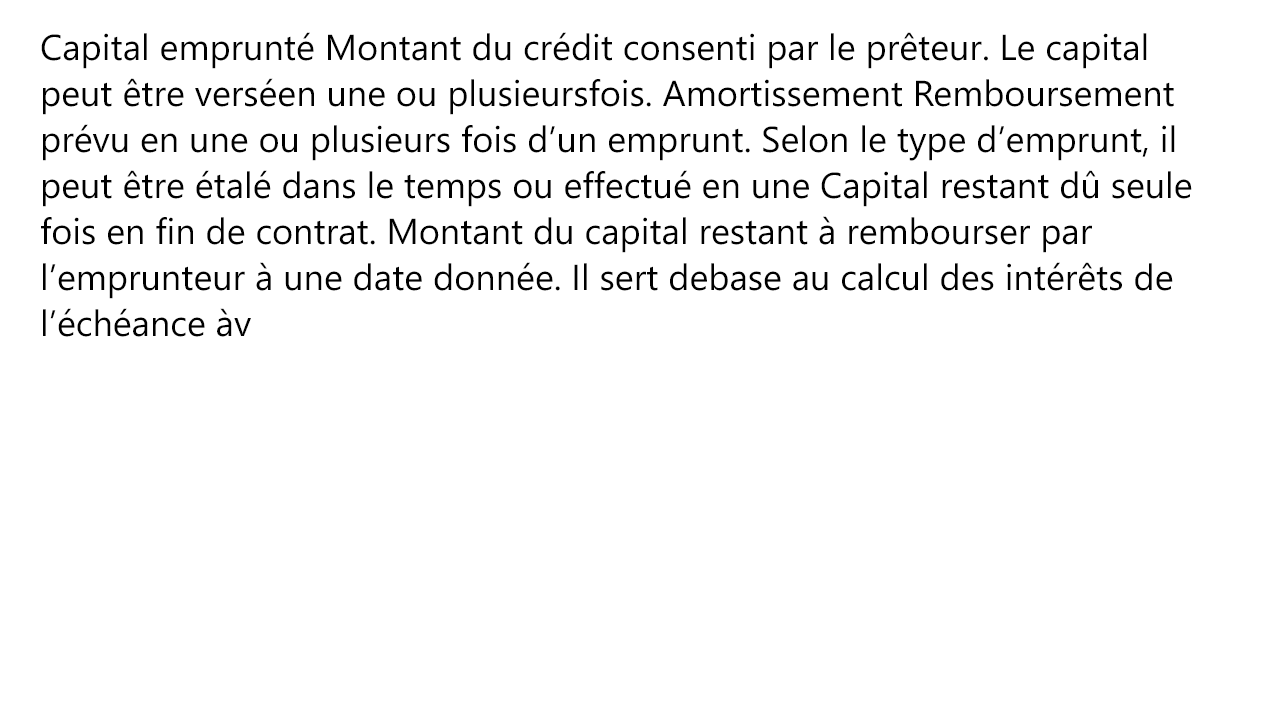 Capital emprunté Montant du crédit consenti par le prêteur. Le capital
peut être verséen une ou plusieursfois. Amortissement Remboursement
prévu en une ou plusieurs fois d’un emprunt. Selon le type d’emprunt, il
peut être étalé dans le temps ou effectué en une Capital restant dû seule
fois en fin de contrat. Montant du capital restant à rembourser par
l’emprunteur à une date donnée. Il sert debase au calcul des intérêts de
l’échéance àv